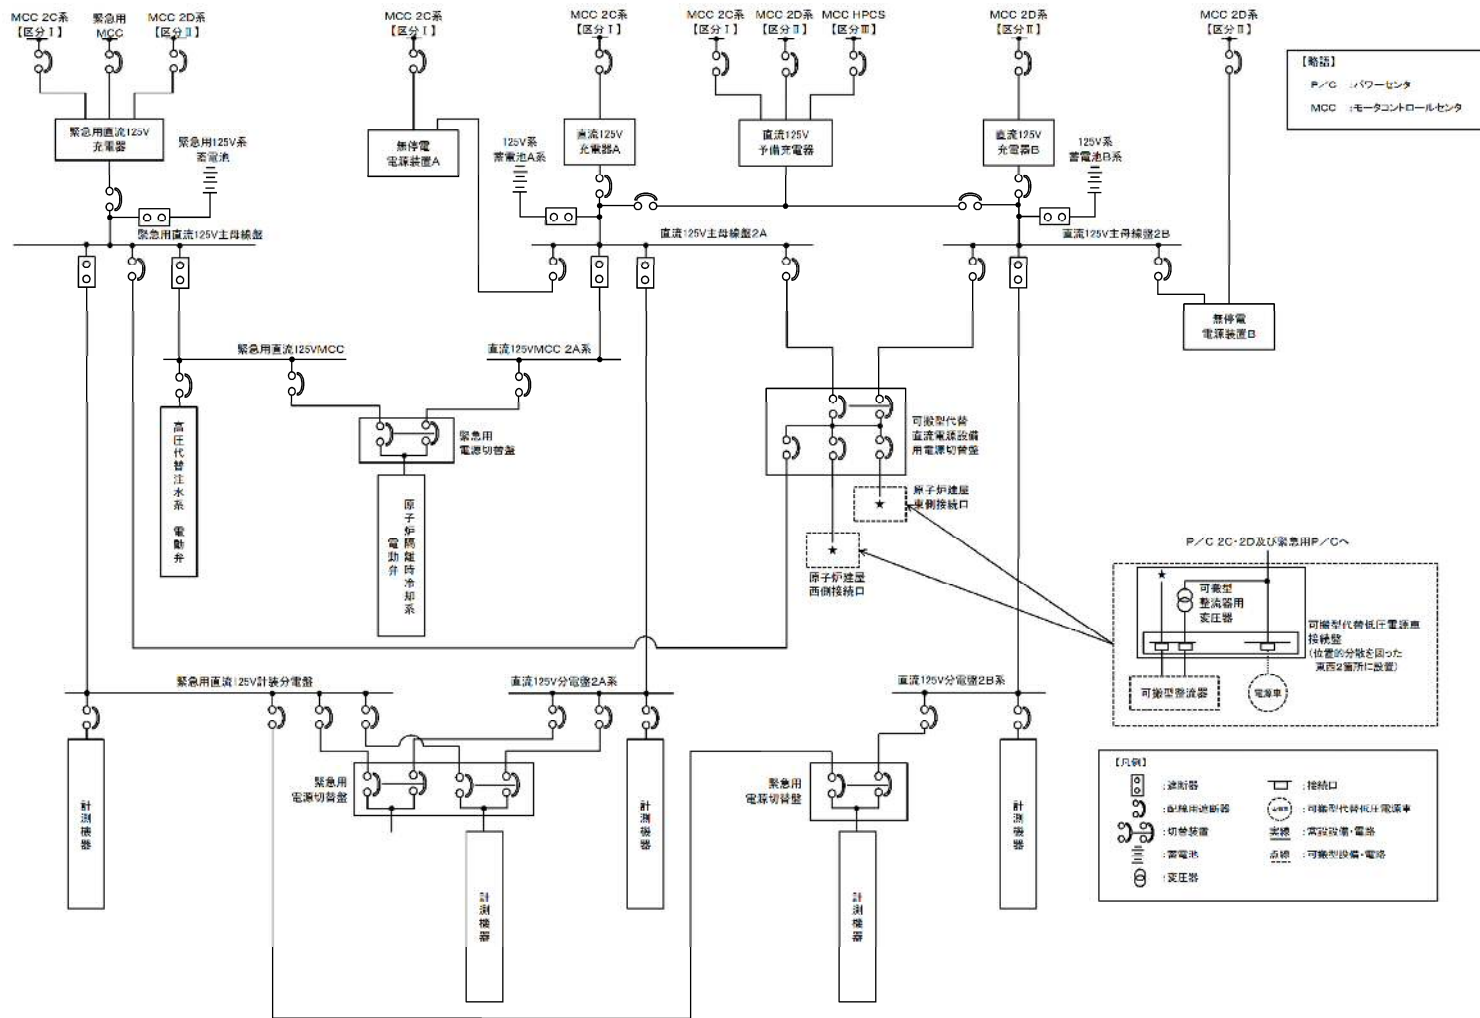 MCC 2C系
【区分Ⅰ】
緊急用
MCC
MCC 2D系
【区分Ⅱ】
MCC 2C系
【区分Ⅰ】
MCC 2C系
【区分Ⅰ】
MCC 2C系
【区分Ⅰ】
MCC 2D系
【区分Ⅱ】
MCC HPCS
【区分Ⅲ】
MCC 2D系
【区分Ⅱ】
MCC 2D系
【区分Ⅱ】
【略語】
P/C :パワーセンタ
MCC :モータコントロールセンタ
緊急用直流125V
充電器
緊急用125V系
蓄電池
無停電
電源装置A
125V系
蓄電池A系
直流125V
充電器A
直流125V
予備充電器
直流125V
充電器B
125V系
蓄電池B系
緊急用直流125V主母線盤
直流125V主母線盤2A
直流125V主母線盤2B
無停電
電源装置B
緊急用直流125VMCC
直流125VMCC 2A系
高圧代替注水系 電動弁
緊急用
電源切替盤
原子炉隔離時冷却系
電動弁
可搬型代替
直流電源設備
用電源切替盤
原子炉建屋
東側接続口
★
★
原子炉建屋
西側接続口
P/C 2C・2D及び緊急用P/Cへ
★
可搬型
整流器用
変圧器
可搬型代替低圧電源車
接続盤
(位置的分散を図った
東西2箇所に設置)
可搬型整流器
電源車
緊急用直流125V計装分電盤
直流125V分電盤2A系
直流125V分電盤2B系
緊急用
電源切替盤
緊急用
電源切替盤
計測機器
計測機器
計測機器
計測機器
計測機器
【凡例】
:遮断器
:配線用遮断器
:切替装置
:蓄電池
:変圧器
:接続口
:可搬型代替低圧電源車
実線 :常設設備・電路
点線 :可搬型設備・電路